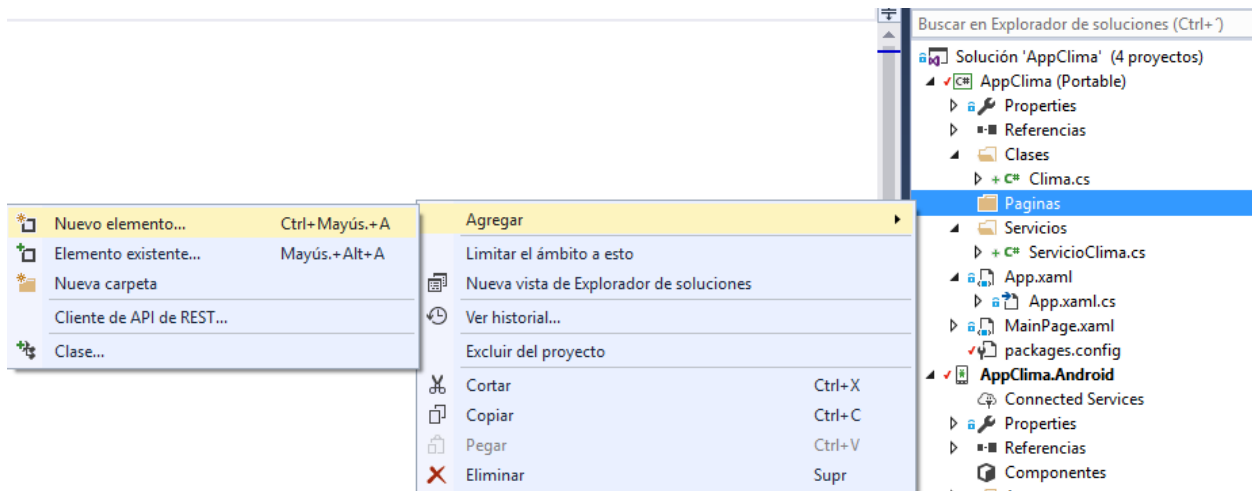 Buscar en Explorador de soluciones (Ctrl+´)
Solución 'AppClima' (4 proyectos)
C# AppClima (Portable)
Properties
Referencias
Clases
+ C# Clima.cs
Paginas
Servicios
+ C# ServicioClima.cs
App.xaml
App.xaml.cs
MainPage.xaml
packages.config
AppClima.Android
Connected Services
Properties
Referencias
Componentes
Agregar
Limitar el ámbito a esto
Nueva vista de Explorador de soluciones
Ver historial...
Excluir del proyecto
Cortar Ctrl+X
Copiar Ctrl+C
Pegar Ctrl+V
Eliminar Supr
Nuevo elemento... Ctrl+Mayús.+A
Elemento existente... Mayús.+Alt+A
Nueva carpeta
Cliente de API de REST...
Clase...